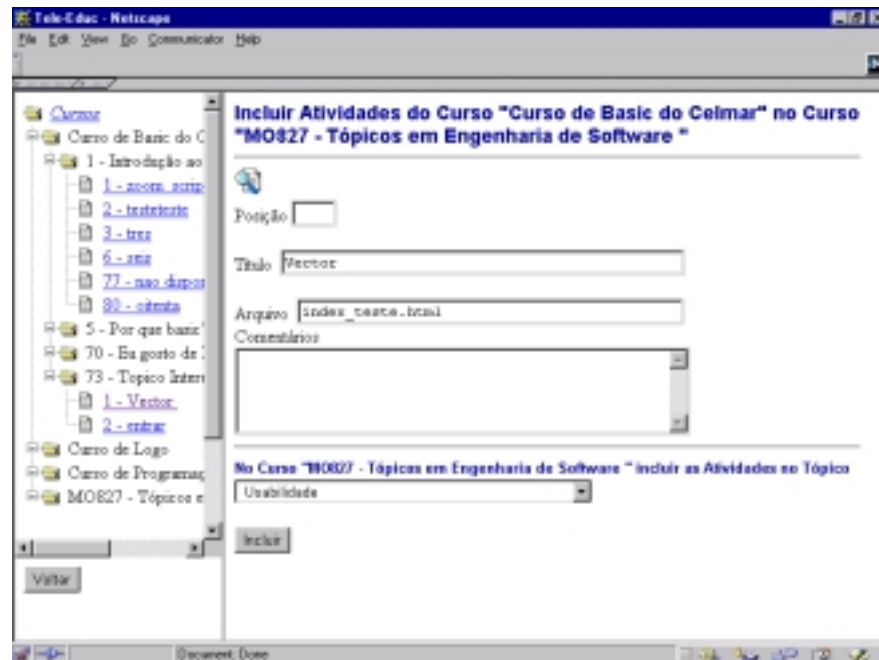 Tele-Educ - Netscape
File Edit View Go Communicator Help
Cursos
Curso de Basic do C
1 - Introdução ao
1 - zoom_scrip
2 - testeteste
3 - tres
6 - seis
77 - nao dispon
80 - oitenta
5 - Por que basic
70 - Eu gosto de
73 - Topico Inter
1 - Vector
2 - entrar
Curso de Logo
Curso de Programaç
MO827 - Tópicos e
Voltar
Incluir Atividades do Curso "Curso de Basic do Celmar" no Curso
"MO827 - Tópicos em Engenharia de Software "
Posição
Título Vector
Arquivo index_teste.html
Comentários
No Curso "MO827 - Tópicos em Engenharia de Software " incluir as Atividades no Tópico
Usabilidade
Incluir
Document: Done